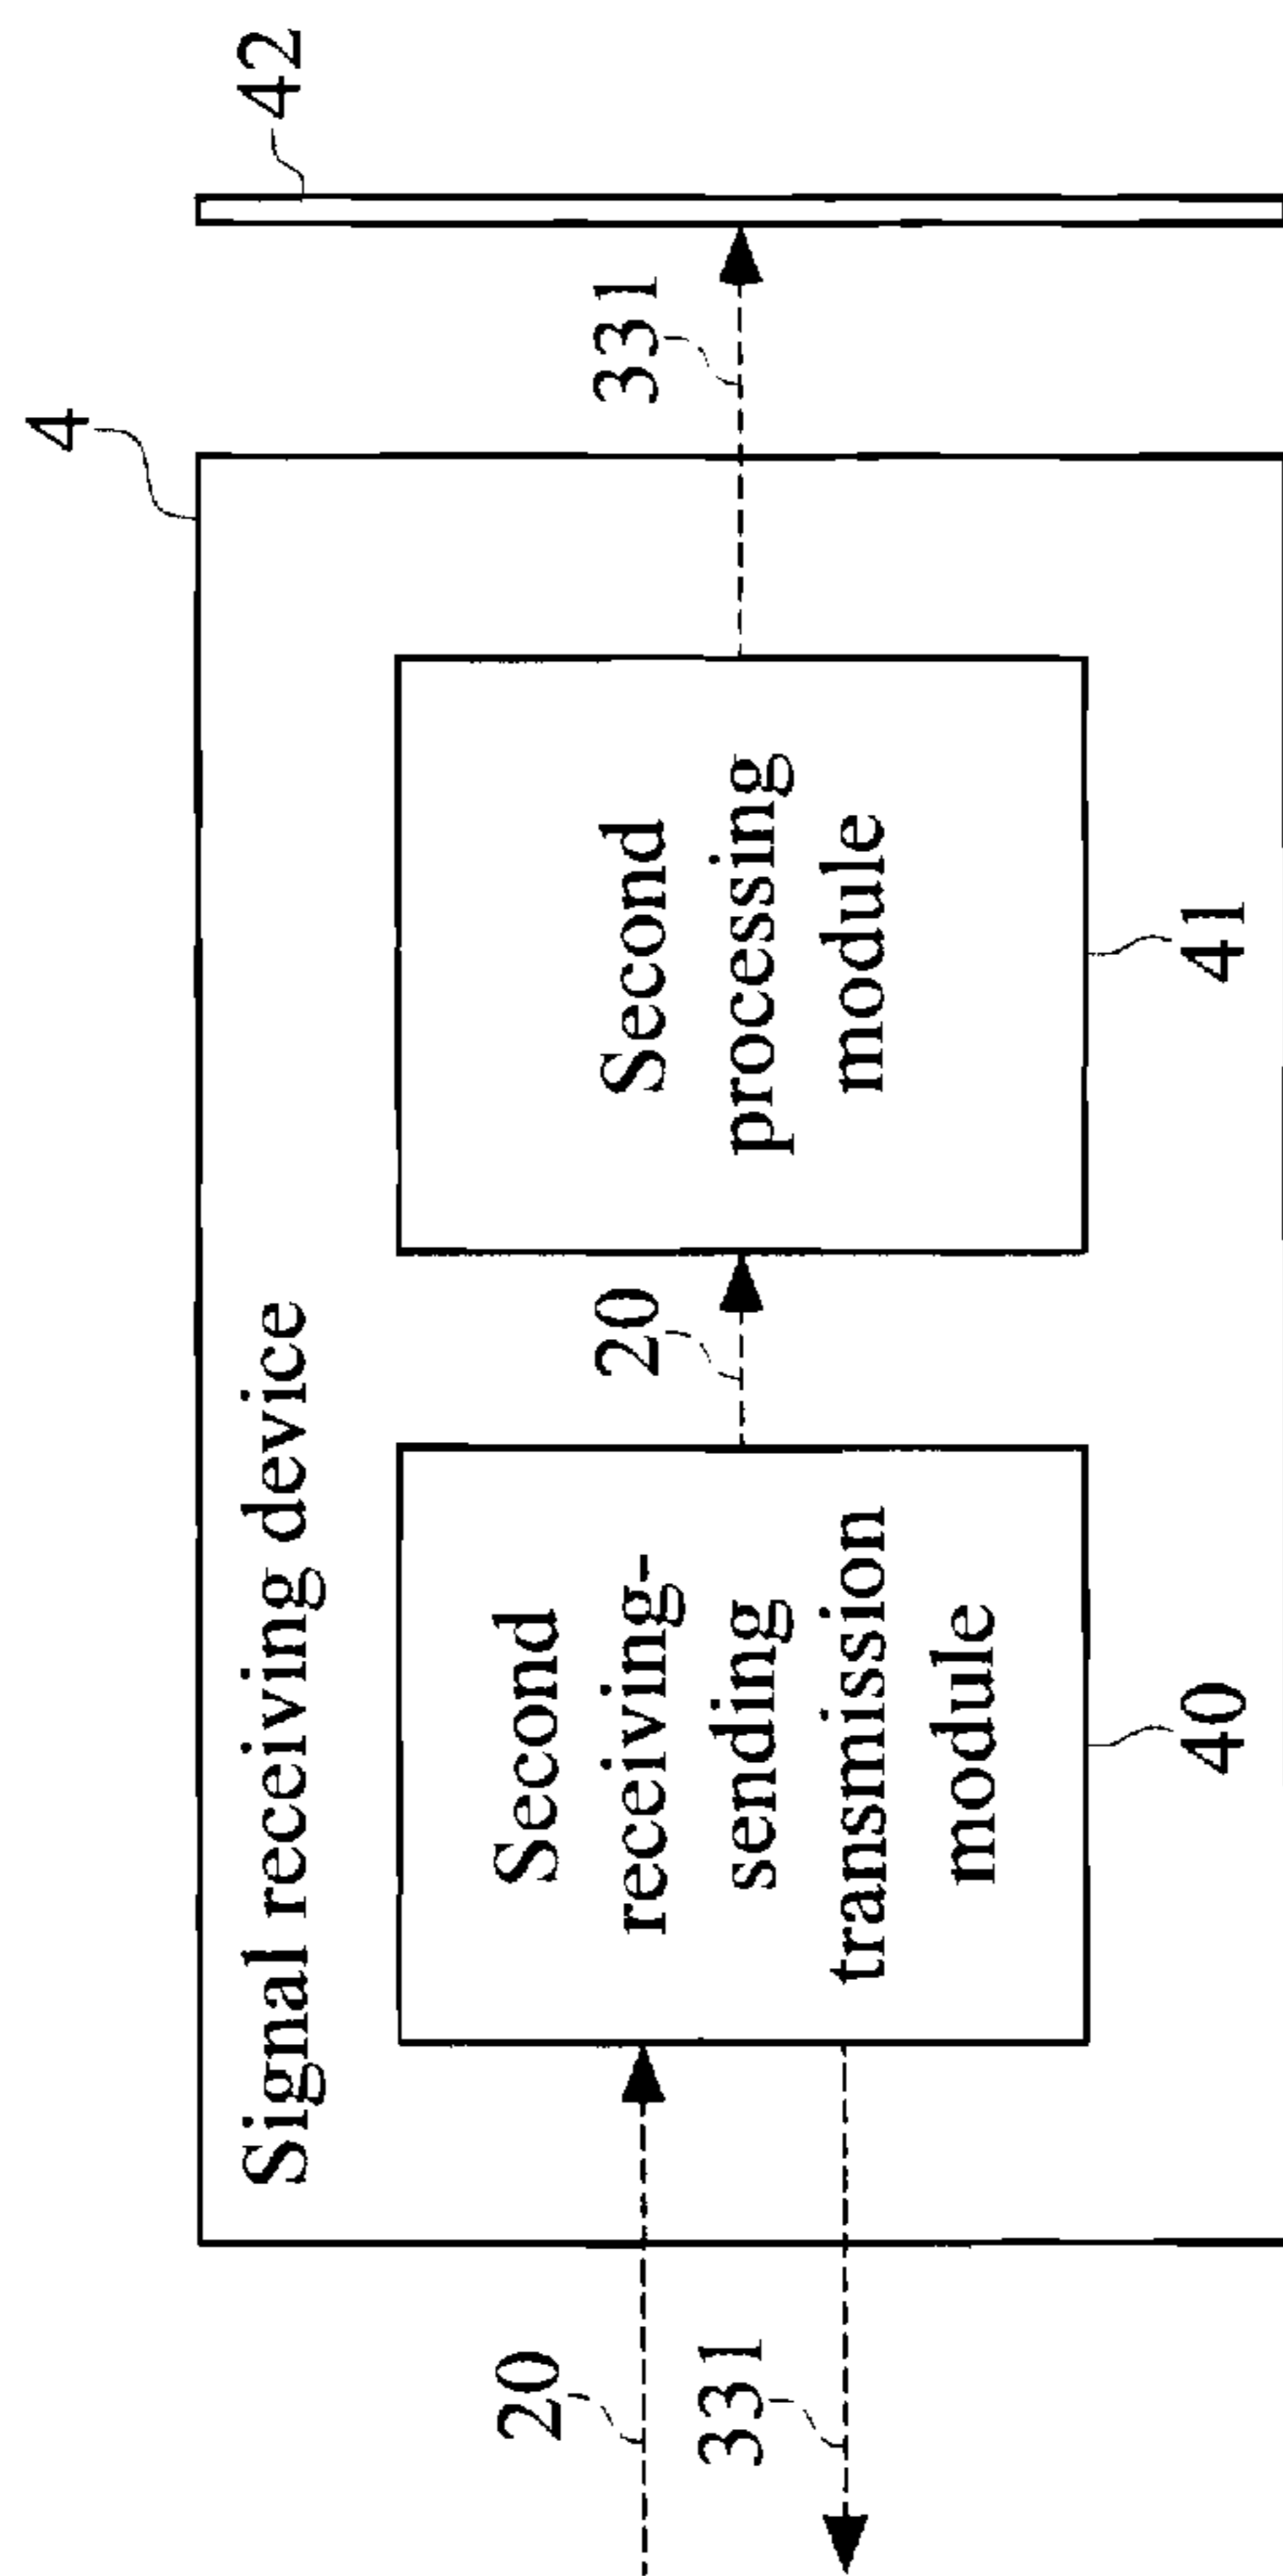 4
42
Signal receiving device
20
331
Second
receiving-
sending
transmission
module
40
20
Second
processing
module
41
331